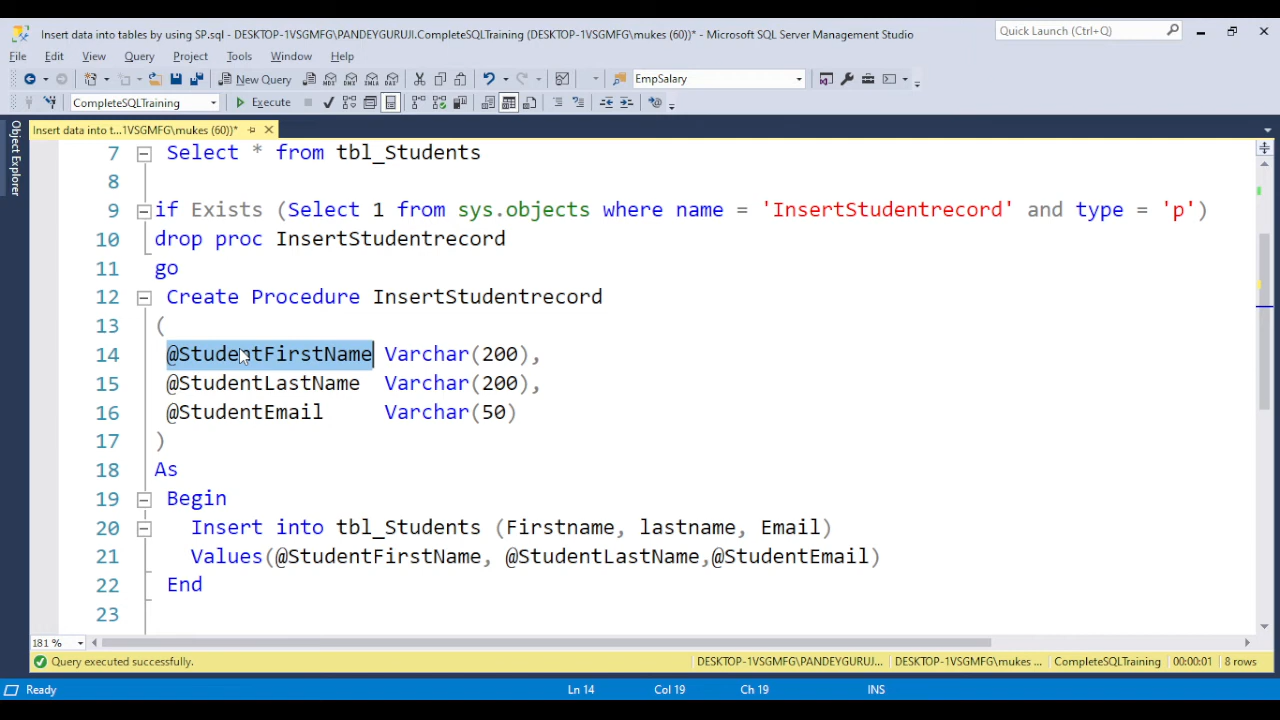 Insert data into tables by using SP.sql - DESKTOP-1VSGMFG\PANDEYGURUJI.CompleteSQLTraining (DESKTOP-1VSGMFG\mukes (60))* - Microsoft SQL Server Management Studio
Quick Launch (Ctrl+Q)
File Edit View Query Project Tools Window Help
New Query EmpSalary
CompleteSQLTraining Execute
Object Explorer
Insert data into t...1VSGMFG\mukes (60))*
7 Select * from tbl_Students
8
9 if Exists (Select 1 from sys.objects where name = 'InsertStudentrecord' and type = 'p')
10 drop proc InsertStudentrecord
11 go
12 Create Procedure InsertStudentrecord
13 (
14 @StudentFirstName Varchar(200),
15 @StudentLastName Varchar(200),
16 @StudentEmail Varchar(50)
17 )
18 As
19 Begin
20 Insert into tbl_Students (Firstname, lastname, Email)
21 Values(@StudentFirstName, @StudentLastName,@StudentEmail)
22 End
23
181 %
Query executed successfully. DESKTOP-1VSGMFG\PANDEYGURUJI... DESKTOP-1VSGMFG\mukes ... CompleteSQLTraining 00:00:01 8 rows
Ready Ln 14 Col 19 Ch 19 INS